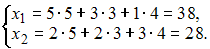 x₁ = 5·5 + 3·3 + 1·4 = 38,
x₂ = 2·5 + 2·3 + 3·4 = 28.